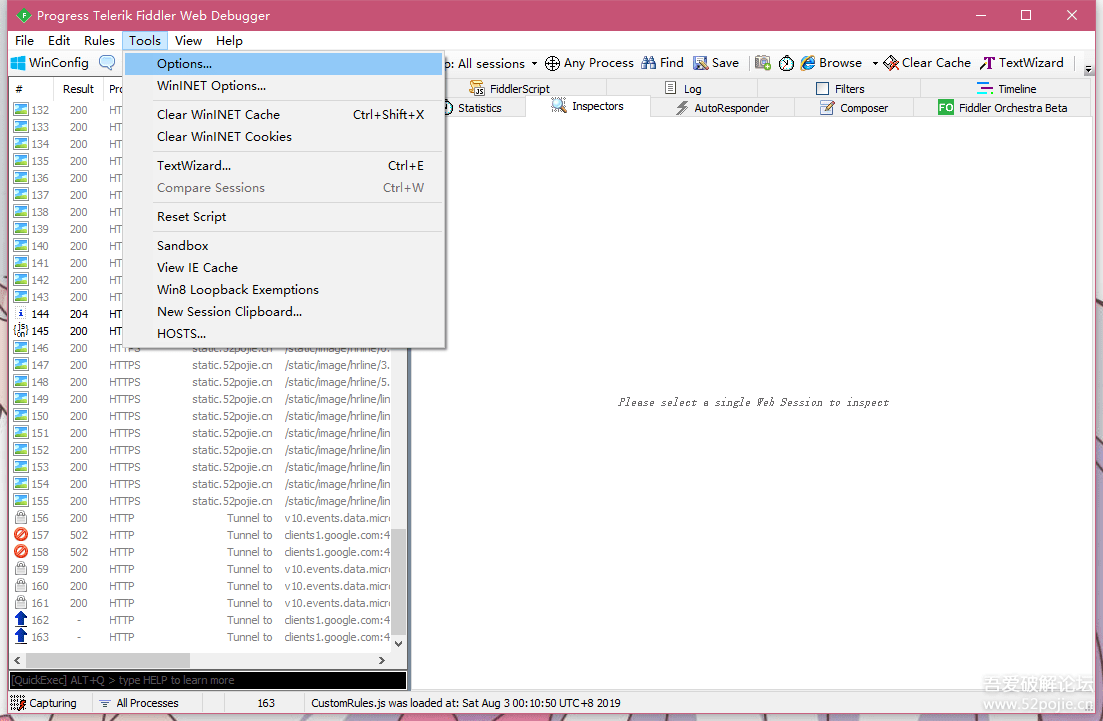 Progress Telerik Fiddler Web Debugger
File Edit Rules Tools View Help
WinConfig All sessions Any Process Find Save Browse Clear Cache TextWizard
FiddlerScript Log Filters Timeline
Statistics Inspectors AutoResponder Composer FO Fiddler Orchestra Beta
Options...
WinINET Options...
Clear WinINET Cache Ctrl+Shift+X
Clear WinINET Cookies
TextWizard... Ctrl+E
Compare Sessions Ctrl+W
Reset Script
Sandbox
View IE Cache
Win8 Loopback Exemptions
New Session Clipboard...
HOSTS...
# Result
132 200 HT
133 200 HT
134 200 HT
135 200 HT
136 200 HT
137 200 HT
138 200 HT
139 200 HT
140 200 HT
141 200 HT
142 200 HT
143 200 HT
144 204 HT
145 200 HT
146 200 HTTPS static.52pojie.cn /static/image/hrline/6.
147 200 HTTPS static.52pojie.cn /static/image/hrline/3.
148 200 HTTPS static.52pojie.cn /static/image/hrline/5.
149 200 HTTPS static.52pojie.cn /static/image/hrline/lin
150 200 HTTPS static.52pojie.cn /static/image/hrline/lin
151 200 HTTPS static.52pojie.cn /static/image/hrline/lin
152 200 HTTPS static.52pojie.cn /static/image/hrline/lin
153 200 HTTPS static.52pojie.cn /static/image/hrline/lin
154 200 HTTPS static.52pojie.cn /static/image/hrline/lin
155 200 HTTPS static.52pojie.cn /static/image/hrline/lin
156 200 HTTP Tunnel to v10.events.data.micr
157 502 HTTP Tunnel to clients1.google.com:4
158 502 HTTP Tunnel to clients1.google.com:4
159 200 HTTP Tunnel to v10.events.data.micr
160 200 HTTP Tunnel to v10.events.data.micr
161 200 HTTP Tunnel to v10.events.data.micr
162 - HTTP Tunnel to clients1.google.com:4
163 - HTTP Tunnel to clients1.google.com:4
Please select a single Web Session to inspect
[QuickExec] ALT+Q > type HELP to learn more
Capturing All Processes 163 CustomRules.js was loaded at: Sat Aug 3 00:10:50 UTC+8 2019
吾爱破解论坛
www.52pojie.cn